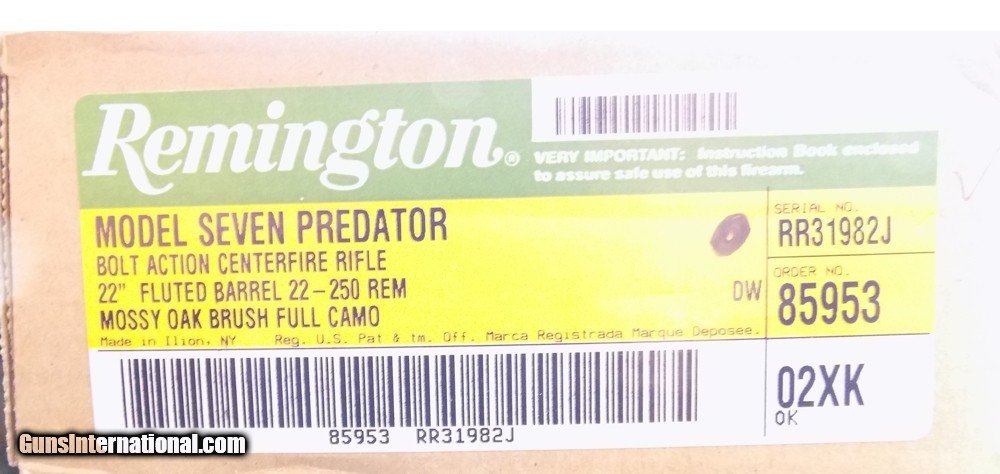 Remington®
VERY IMPORTANT: Instruction Book enclosed
to assure safe use of this firearm.
MODEL SEVEN PREDATOR
BOLT ACTION CENTERFIRE RIFLE
22" FLUTED BARREL 22-250 REM
MOSSY OAK BRUSH FULL CAMO
DW
Made in Ilion, NY Reg. U.S. Pat & tm. Off. Marca Registrada Marque Deposee.
SERIAL NO.
RR31982J
ORDER NO.
85953
02XK
OK
85953 RR31982J
GunsInternational.com